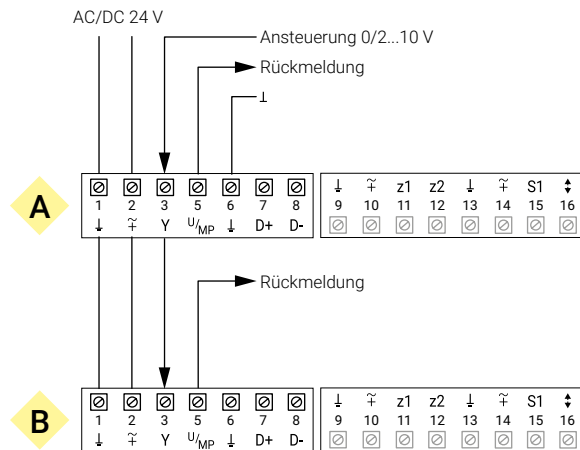 AC/DC 24 V
Ansteuerung 0/2...10 V
Rückmeldung
⊥
A
1 2 3 5 6 7 8
⏊ ~∓ Y U/MP ⏊ D+ D-
⏊ ~∓ z1 z2 ⏊ ~∓ S1
9 10 11 12 13 14 15 16
Rückmeldung
B
1 2 3 5 6 7 8
⏊ ~∓ Y U/MP ⏊ D+ D-
⏊ ~∓ z1 z2 ⏊ ~∓ S1
9 10 11 12 13 14 15 16